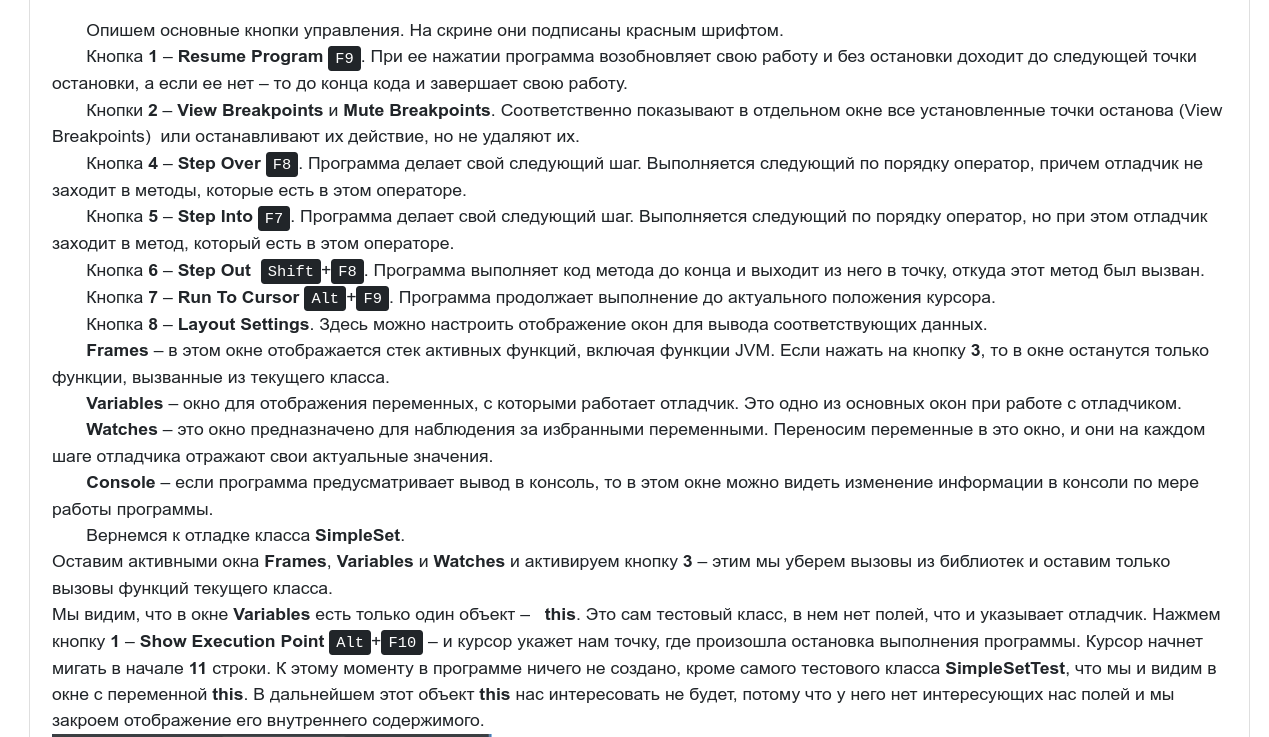 Опишем основные кнопки управления. На скрине они подписаны красным шрифтом.
Кнопка 1 – Resume Program F9. При ее нажатии программа возобновляет свою работу и без остановки доходит до следующей точки
остановки, а если ее нет – то до конца кода и завершает свою работу.
Кнопки 2 – View Breakpoints и Mute Breakpoints. Соответственно показывают в отдельном окне все установленные точки останова (View
Breakpoints)  или останавливают их действие, но не удаляют их.
Кнопка 4 – Step Over F8. Программа делает свой следующий шаг. Выполняется следующий по порядку оператор, причем отладчик не
заходит в методы, которые есть в этом операторе.
Кнопка 5 – Step Into F7. Программа делает свой следующий шаг. Выполняется следующий по порядку оператор, но при этом отладчик
заходит в метод, который есть в этом операторе.
Кнопка 6 – Step Out  Shift+F8. Программа выполняет код метода до конца и выходит из него в точку, откуда этот метод был вызван.
Кнопка 7 – Run To Cursor Alt+F9. Программа продолжает выполнение до актуального положения курсора.
Кнопка 8 – Layout Settings. Здесь можно настроить отображение окон для вывода соответствующих данных.
Frames – в этом окне отображается стек активных функций, включая функции JVM. Если нажать на кнопку 3, то в окне останутся только
функции, вызванные из текущего класса.
Variables – окно для отображения переменных, с которыми работает отладчик. Это одно из основных окон при работе с отладчиком.
Watches – это окно предназначено для наблюдения за избранными переменными. Переносим переменные в это окно, и они на каждом
шаге отладчика отражают свои актуальные значения.
Console – если программа предусматривает вывод в консоль, то в этом окне можно видеть изменение информации в консоли по мере
работы программы.
Вернемся к отладке класса SimpleSet.
Оставим активными окна Frames, Variables и Watches и активируем кнопку 3 – этим мы уберем вызовы из библиотек и оставим только
вызовы функций текущего класса.
Мы видим, что в окне Variables есть только один объект –   this. Это сам тестовый класс, в нем нет полей, что и указывает отладчик. Нажмем
кнопку 1 – Show Execution Point Alt+F10 – и курсор укажет нам точку, где произошла остановка выполнения программы. Курсор начнет
мигать в начале 11 строки. К этому моменту в программе ничего не создано, кроме самого тестового класса SimpleSetTest, что мы и видим в
окне с переменной this. В дальнейшем этот объект this нас интересовать не будет, потому что у него нет интересующих нас полей и мы
закроем отображение его внутреннего содержимого.